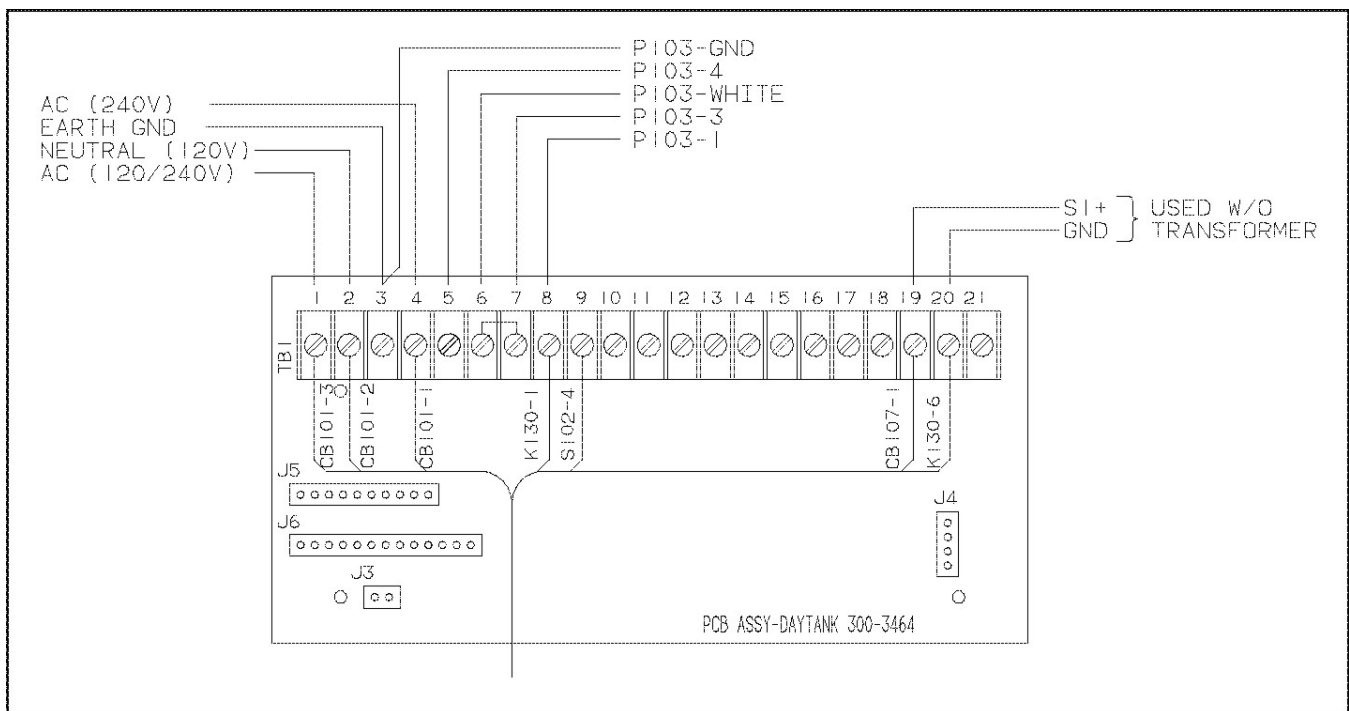 P103-GND
P103-4
P103-WHITE
P103-3
P103-1
AC (240V)
EARTH GND
NEUTRAL (120V)
AC (120/240V)
S1+
GND
USED W/O
TRANSFORMER
1 2 3 4 5 6 7 8 9 10 11 12 13 14 15 16 17 18 19 20 21
TB1
CB101-3
CB101-2
CB101-1
K130-1
S102-4
CB107-1
K130-6
J5
J6
J3
J4
PCB ASSY-DAYTANK 300-3464